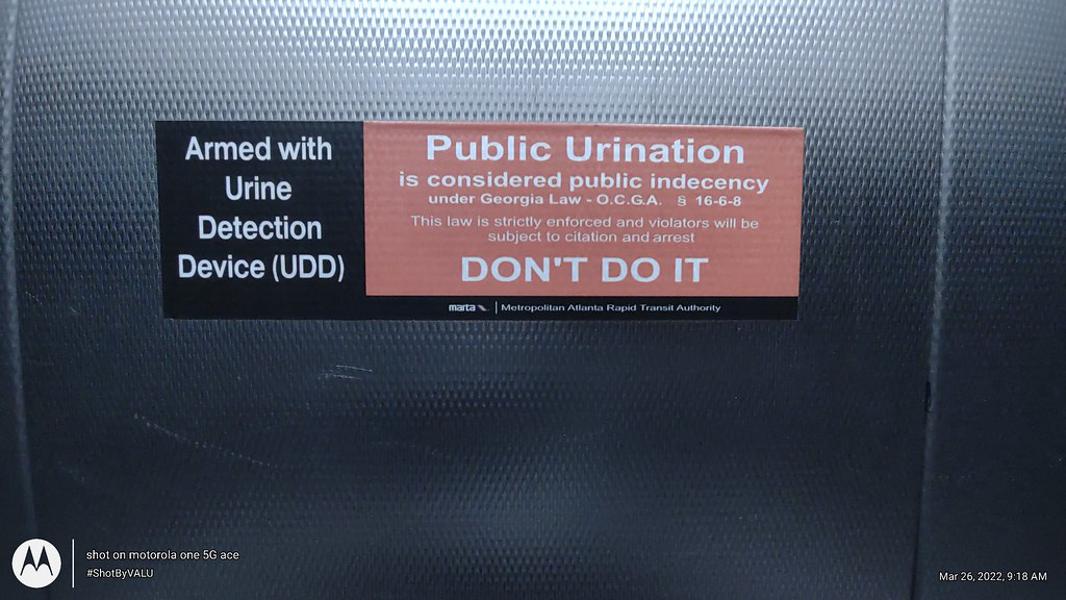 Armed with
Urine
Detection
Device (UDD)
Public Urination
is considered public indecency
under Georgia Law - O.C.G.A. § 16-6-8
This law is strictly enforced and violators will be
subject to citation and arrest
DON'T DO IT
marta | Metropolitan Atlanta Rapid Transit Authority
shot on motorola one 5G ace
#ShotByVALU
Mar 26, 2022, 9:18 AM